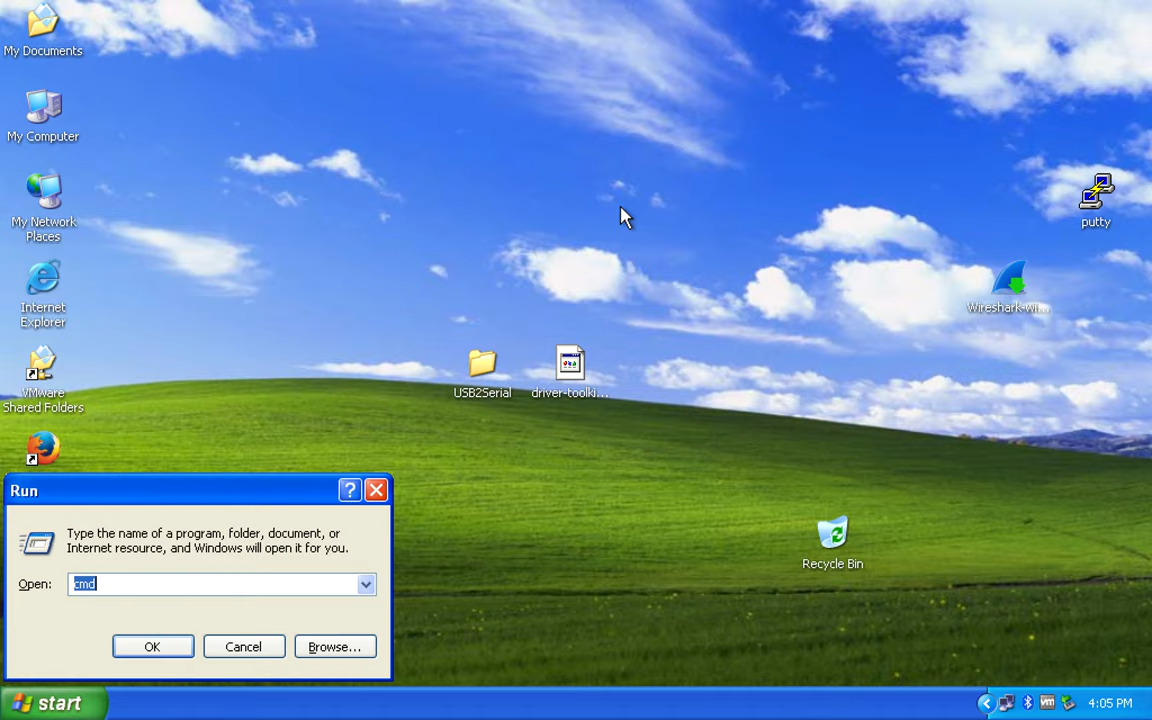 My Documents
My Computer
My Network
Places
Internet
Explorer
VMware
Shared Folders
USB2Serial
driver-toolki...
putty
Wireshark-wi...
Recycle Bin
Run
Type the name of a program, folder, document, or
Internet resource, and Windows will open it for you.
Open:
cmd
OK
Cancel
Browse...
start
vm
4:05 PM